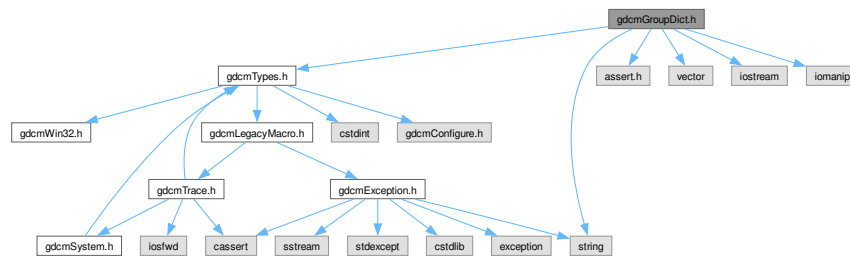 gdcmGroupDict.h
gdcmTypes.h
assert.h
vector
iostream
iomanip
gdcmWin32.h
gdcmLegacyMacro.h
cstdint
gdcmConfigure.h
gdcmTrace.h
gdcmException.h
gdcmSystem.h
iosfwd
cassert
sstream
stdexcept
cstdlib
exception
string